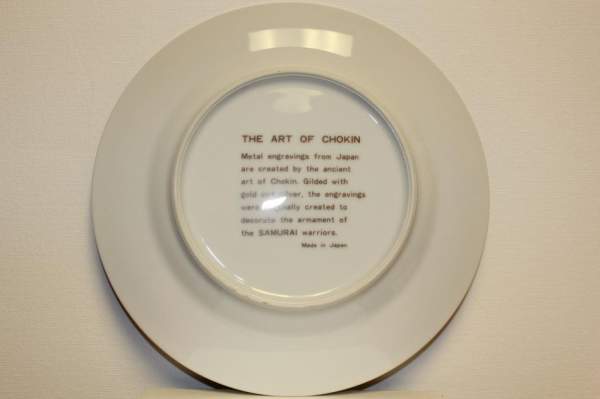 THE ART OF CHOKIN
Metal engravings from Japan
are created by the ancient
art of Chokin. Gilded with
gold and silver, the engravings
were originally created to
decorate the armament of
the SAMURAI warriors.
Made in Japan